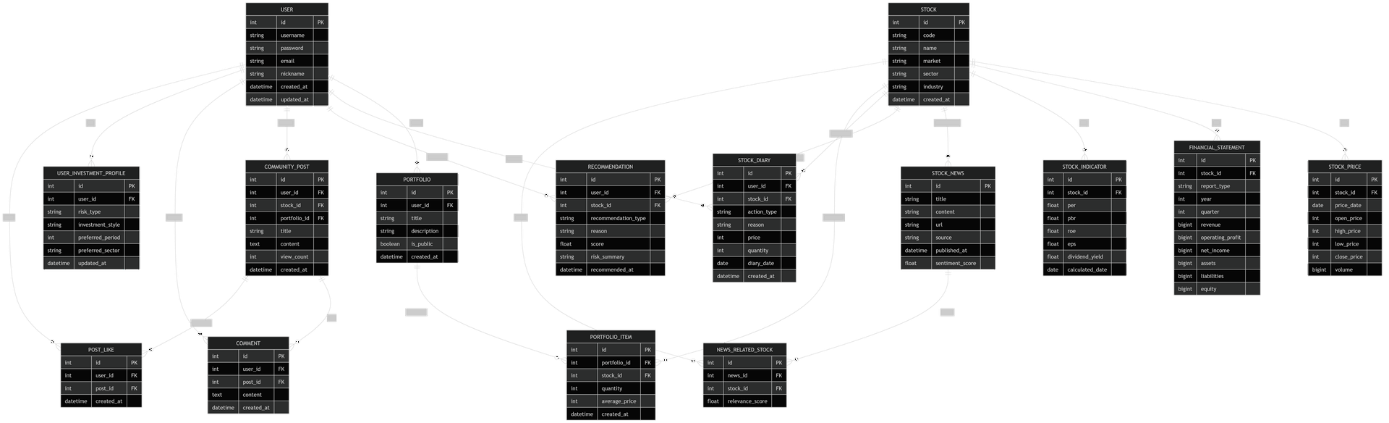 USER
int id PK
string username
string password
string email
string nickname
datetime created_at
datetime updated_at
STOCK
int id PK
string code
string name
string market
string sector
string industry
datetime created_at
USER_INVESTMENT_PROFILE
int id PK
int user_id FK
string risk_type
string investment_style
int preferred_period
string preferred_sector
datetime updated_at
COMMUNITY_POST
int id PK
int user_id FK
int stock_id FK
int portfolio_id FK
string title
text content
int view_count
datetime created_at
PORTFOLIO
int id PK
int user_id FK
string title
string description
boolean is_public
datetime created_at
RECOMMENDATION
int id PK
int user_id FK
int stock_id FK
string recommendation_type
string reason
float score
string risk_summary
datetime recommended_at
STOCK_DIARY
int id PK
int user_id FK
int stock_id FK
string action_type
string reason
int price
int quantity
date diary_date
datetime created_at
STOCK_NEWS
int id PK
string title
string content
string url
string source
datetime published_at
float sentiment_score
STOCK_INDICATOR
int id PK
int stock_id FK
float per
float pbr
float roe
float eps
float dividend_yield
date calculated_date
FINANCIAL_STATEMENT
int id PK
int stock_id FK
string report_type
int year
int quarter
bigint revenue
bigint operating_profit
bigint net_income
bigint assets
bigint liabilities
bigint equity
STOCK_PRICE
int id PK
int stock_id FK
date price_date
int open_price
int high_price
int low_price
int close_price
bigint volume
POST_LIKE
int id PK
int user_id FK
int post_id FK
datetime created_at
COMMENT
int id PK
int user_id FK
int post_id FK
text content
datetime created_at
PORTFOLIO_ITEM
int id PK
int portfolio_id FK
int stock_id FK
int quantity
int average_price
datetime created_at
NEWS_RELATED_STOCK
int id PK
int news_id FK
int stock_id FK
float relevance_score